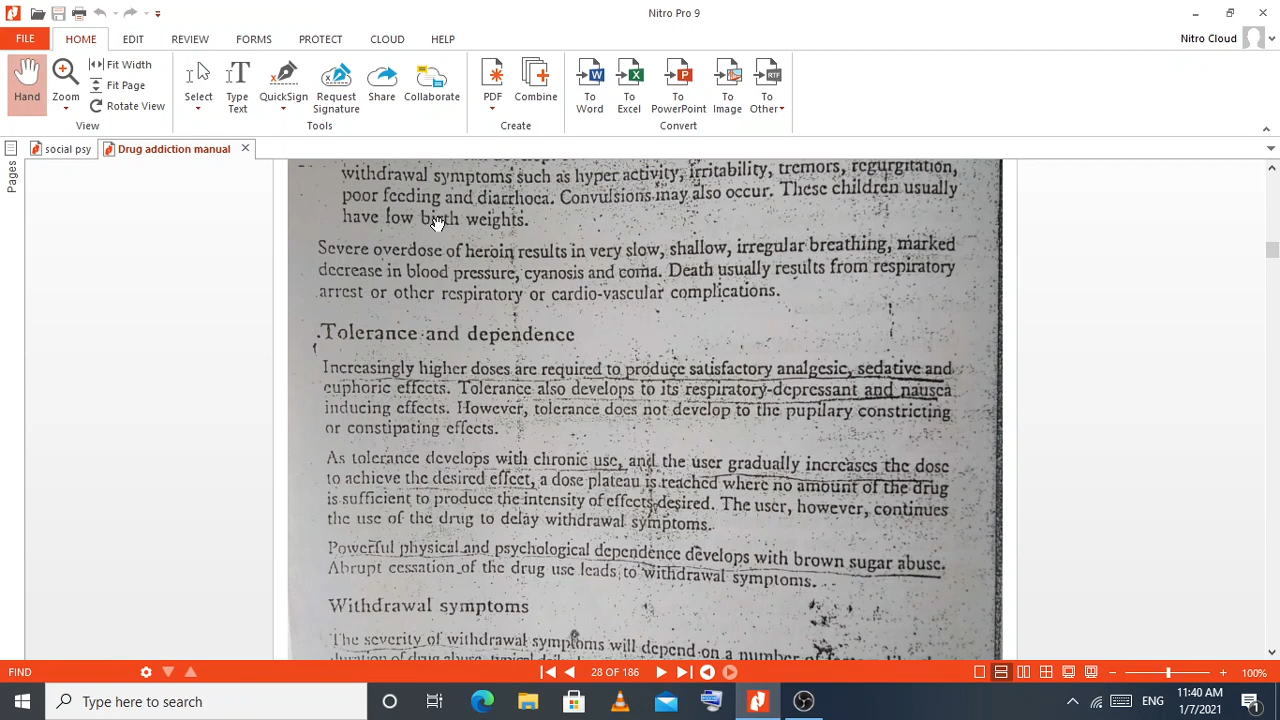 Nitro Pro 9
FILE HOME EDIT REVIEW FORMS PROTECT CLOUD HELP
Nitro Cloud
Hand
Zoom
Fit Width
Fit Page
Rotate View
View
Select
Type Text
QuickSign
Request Signature
Share
Collaborate
Tools
PDF
Combine
Create
To Word
To Excel
To PowerPoint
To Image
To Other
Convert
social psy
Drug addiction manual
Pages
withdrawal symptoms such as hyper activity, irritability, tremors, regurgitation,
poor feeding and diarrhoea. Convulsions may also occur. These children usually
have low birth weights.
Severe overdose of heroin results in very slow, shallow, irregular breathing, marked
decrease in blood pressure, cyanosis and coma. Death usually results from respiratory
arrest or other respiratory or cardio-vascular complications.
Tolerance and dependence
Increasingly higher doses are required to produce satisfactory analgesic, sedative and
euphoric effects. Tolerance also develops to its respiratory-depressant and nausea
inducing effects. However, tolerance does not develop to the pupilary constricting
or constipating effects.
As tolerance develops with chronic use, and the user gradually increases the dose
to achieve the desired effect, a dose plateau is reached where no amount of the drug
is sufficient to produce the intensity of effects desired. The user, however, continues
the use of the drug to delay withdrawal symptoms.
Powerful physical and psychological dependence develops with brown sugar abuse.
Abrupt cessation of the drug use leads to withdrawal symptoms.
Withdrawal symptoms
The severity of withdrawal symptoms will depend on a number
duration of drug abuse, typical
FIND
28 OF 186
100%
Type here to search
ENG
11:40 AM
1/7/2021
1